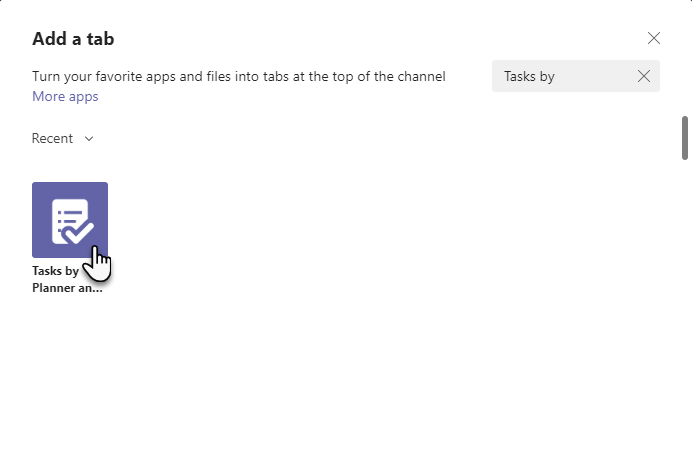 Add a tab
Turn your favorite apps and files into tabs at the top of the channel
More apps
Tasks by
Recent
Tasks by
Planner an...